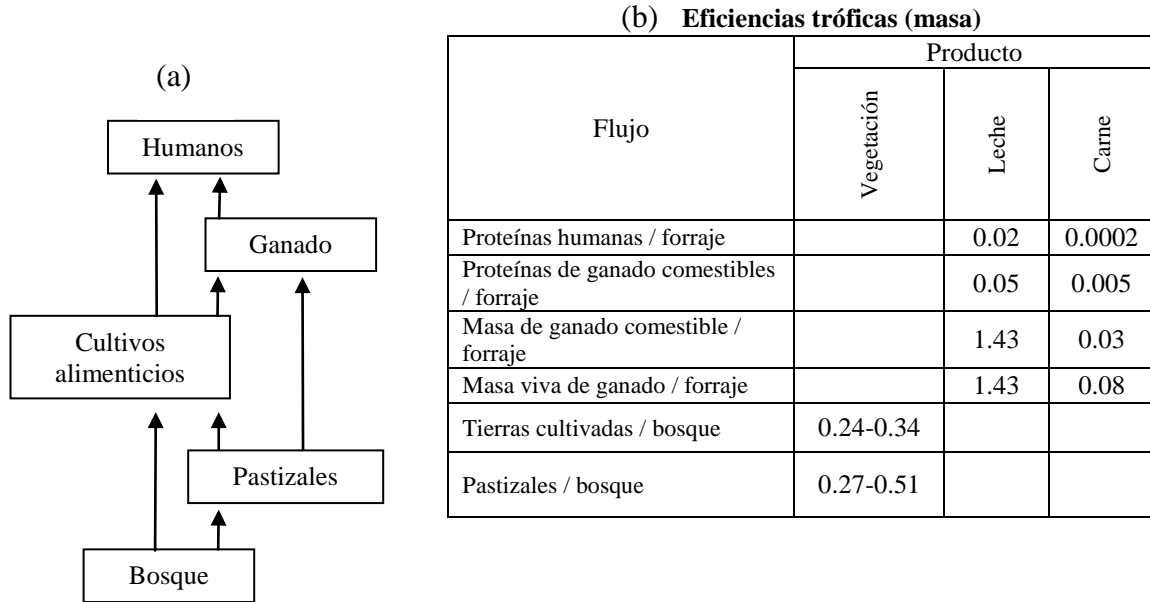 (a)
Humanos
Ganado
Cultivos
alimenticios
Pastizales
Bosque
(b) Eficiencias tróficas (masa)
Flujo
Producto
Vegetación
Leche
Carne
Proteínas humanas / forraje 0.02 0.0002
Proteínas de ganado comestibles
/ forraje 0.05 0.005
Masa de ganado comestible /
forraje 1.43 0.03
Masa viva de ganado / forraje 1.43 0.08
Tierras cultivadas / bosque 0.24-0.34
Pastizales / bosque 0.27-0.51